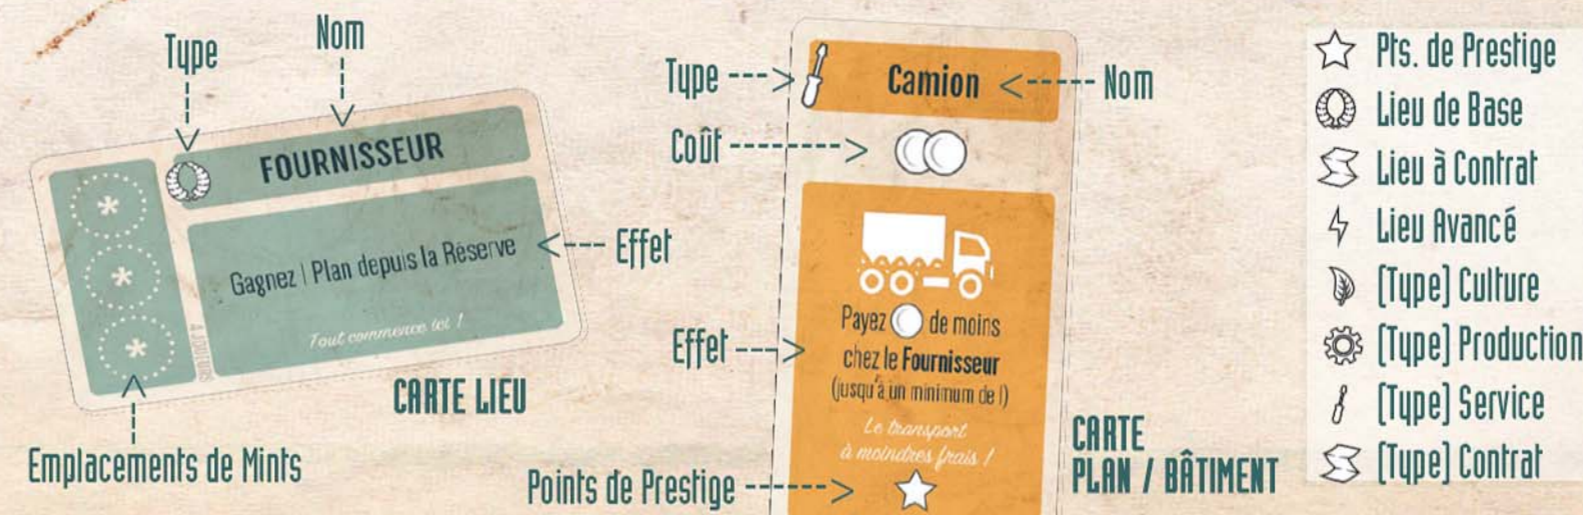 Type
Nom
FOURNISSEUR
Gagnez 1 Plan depuis la Réserve
Tout commence ici !
4 JOUEURS
Effet
CARTE LIEU
Emplacements de Mints
Type
Camion
Nom
Coût
Payez de moins
chez le Fournisseur
(jusqu'à un minimum de 1)
Le transport
à moindres frais !
Effet
Points de Prestige
CARTE
PLAN / BÂTIMENT
Pts. de Prestige
Lieu de Base
Lieu à Contrat
Lieu Avancé
(Type) Culture
(Type) Production
(Type) Service
(Type) Contrat